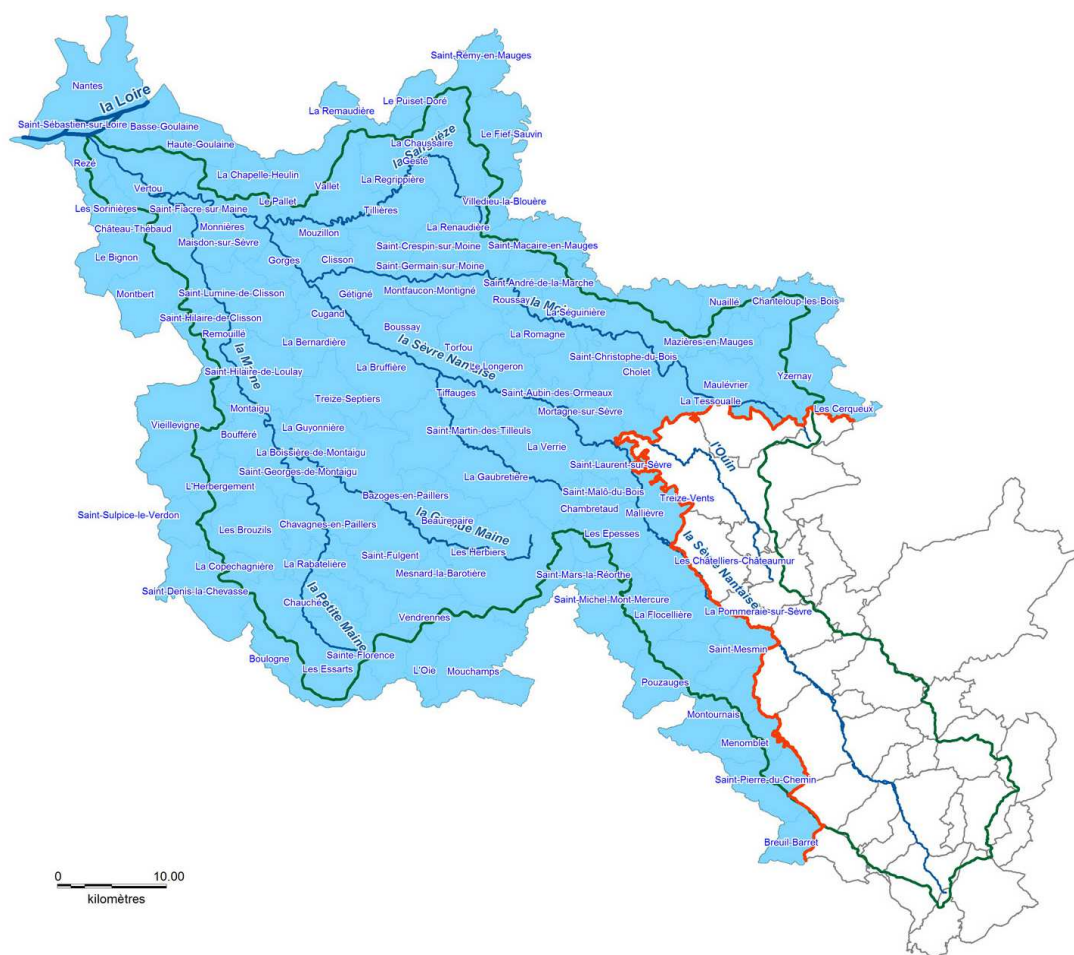 Saint-Rémy-en-Mauges
Nantes
la Loire
Le Puiset-Doré
La Remaudière
Saint-Sébastien-sur-Loire
Basse-Goulaine
Le Fief-Sauvin
Haute-Goulaine
La Chaussaire
la Sanguèze
Gesté
Rezé
La Chapelle-Heulin
La Regrippière
Vallet
Vertou
Le Pallet
Villedieu-la-Blouère
Les Sorinières
Saint-Fiacre-sur-Maine
Tillières
Château-Thébaud
Monnières
Mouzillon
La Renaudière
Maisdon-sur-Sèvre
Saint-Crespin-sur-Moine
Saint-Macaire-en-Mauges
Le Bignon
Gorges
Clisson
Saint-Germain-sur-Moine
Saint-André-de-la-Marche
Montbert
Saint-Lumine-de-Clisson
Gétigné
Montfaucon-Montigné
Roussay
la Moine
Nuaillé
Chanteloup-les-Bois
Saint-Hilaire-de-Clisson
Cugand
La Séguinière
Remouillé
La Bernardière
Boussay
La Romagne
Mazières-en-Mauges
la Maine
la Sèvre Nantaise
Torfou
Saint-Christophe-du-Bois
Saint-Hilaire-de-Loulay
La Bruffière
Le Longeron
Cholet
Yzernay
Treize-Septiers
Tiffauges
Saint-Aubin-des-Ormeaux
Maulévrier
La Tessoualle
Montaigu
Mortagne-sur-Sèvre
Les Cerqueux
Vieillevigne
Boufféré
La Guyonnière
Saint-Martin-des-Tilleuls
La Verrie
l'Ouin
La Boissière-de-Montaigu
Saint-Georges-de-Montaigu
Saint-Laurent-sur-Sèvre
L'Herbergement
La Gaubretière
Saint-Malô-du-Bois
Treize-Vents
Bazoges-en-Paillers
Chambretaud
Mallièvre
Saint-Sulpice-le-Verdon
la Grande Maine
Beaurepaire
Les Brouzils
Chavagnes-en-Paillers
Les Epesses
la Sèvre Nantaise
Saint-Fulgent
Les Herbiers
Les Châtelliers-Châteaumur
La Copechagnière
La Rabatelière
Mesnard-la-Barotière
Saint-Mars-la-Réorthe
Saint-Denis-la-Chevasse
la Petite Maine
Chauché
Saint-Michel-Mont-Mercure
La Flocellière
La Pommeraie-sur-Sèvre
Vendrennes
Sainte-Florence
Saint-Mesmin
Boulogne
Les Essarts
L'Oie
Mouchamps
Pouzauges
Montournais
Menomblet
Saint-Pierre-du-Chemin
Breuil-Barret
0 10.00
kilomètres